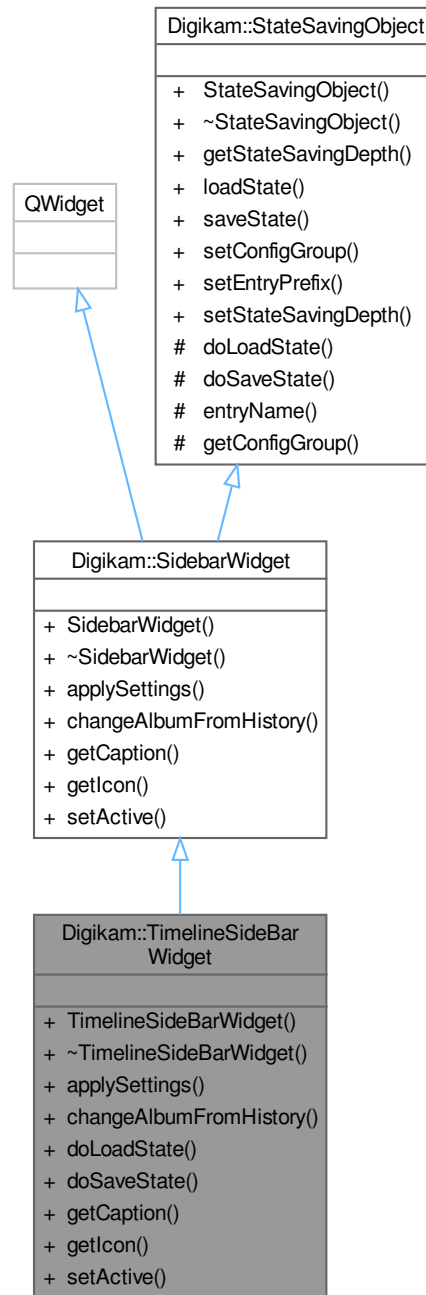 Digikam::StateSavingObject
+ StateSavingObject()
+ ~StateSavingObject()
+ getStateSavingDepth()
+ loadState()
+ saveState()
+ setConfigGroup()
+ setEntryPrefix()
+ setStateSavingDepth()
# doLoadState()
# doSaveState()
# entryName()
# getConfigGroup()
QWidget
Digikam::SidebarWidget
+ SidebarWidget()
+ ~SidebarWidget()
+ applySettings()
+ changeAlbumFromHistory()
+ getCaption()
+ getIcon()
+ setActive()
Digikam::TimelineSideBar
Widget
+ TimelineSideBarWidget()
+ ~TimelineSideBarWidget()
+ applySettings()
+ changeAlbumFromHistory()
+ doLoadState()
+ doSaveState()
+ getCaption()
+ getIcon()
+ setActive()